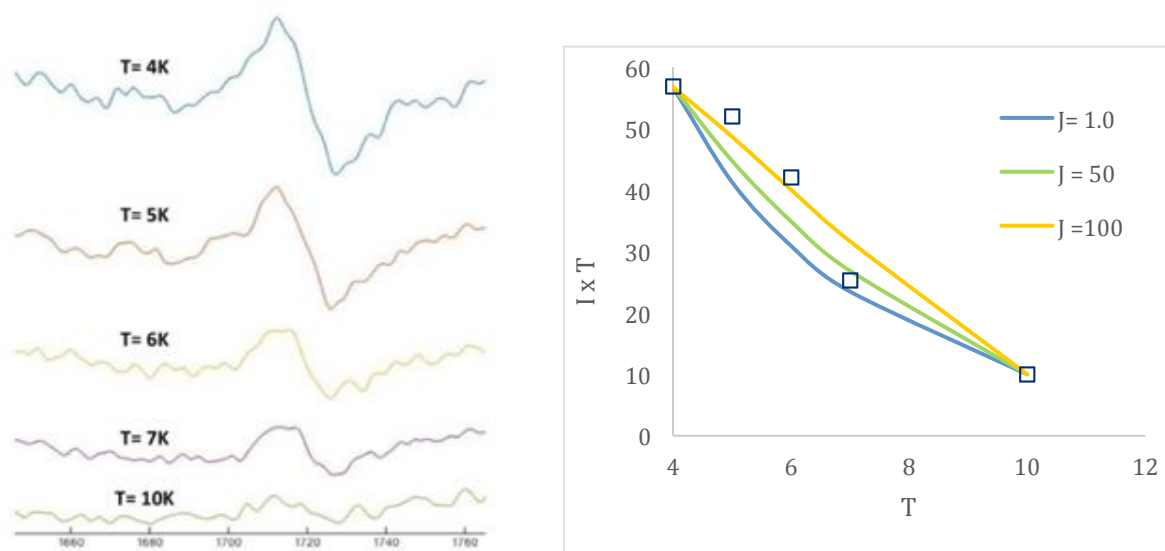 T= 4K
T= 5K
T= 6K
T= 7K
T= 10K
1660 1680 1700 1720 1740 1760
60
50
40
30
20
10
0
I x T
4 6 8 10 12
T
J= 1.0
J = 50
J =100